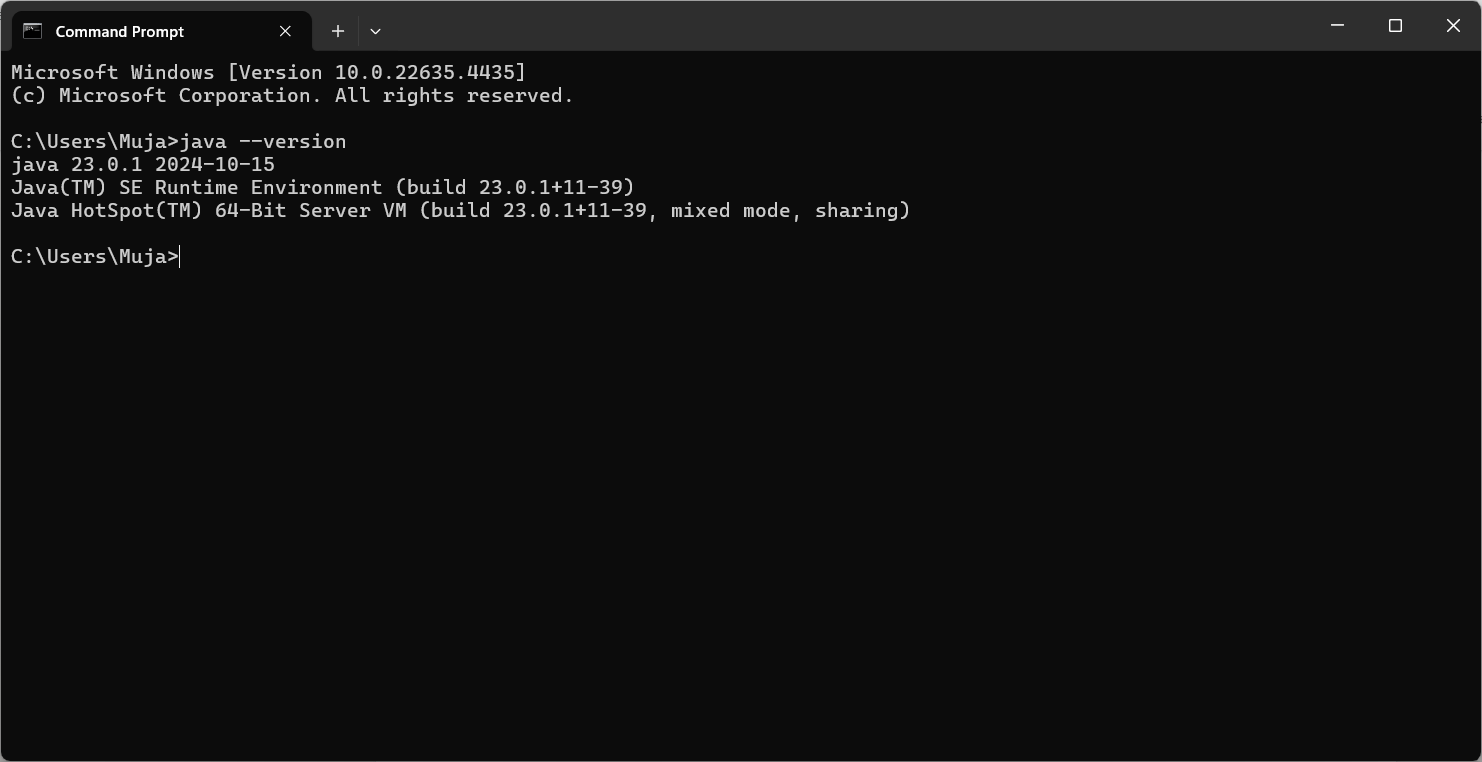 Command Prompt
Microsoft Windows [Version 10.0.22635.4435]
(c) Microsoft Corporation. All rights reserved.
C:\Users\Muja>java --version
java 23.0.1 2024-10-15
Java(TM) SE Runtime Environment (build 23.0.1+11-39)
Java HotSpot(TM) 64-Bit Server VM (build 23.0.1+11-39, mixed mode, sharing)
C:\Users\Muja>